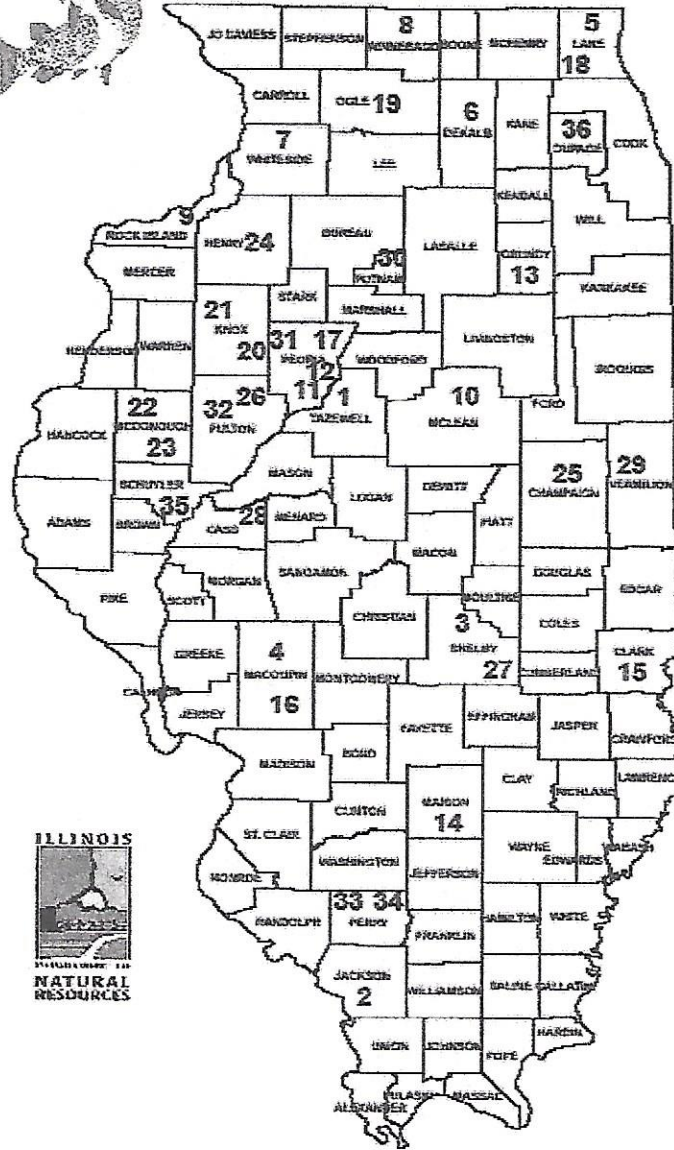 8 5
JO DAVIESS STEPHENSON WINNEBAGO BOONE MCHENRY LAKE
18
CARROLL OGLE 19 6 DEKALB KANE 36 DUPAGE COOK
7 WHITESIDE LEE
KENDALL WILL
9 ROCK ISLAND HENRY 24 BUREAU LASALLE GRUNDY 13
30 PUTNAM
MERCER KANKAKEE
21 KNOX 20 STARK MARSHALL
HENDERSON WARREN 31 PEORIA 17 WOODFORD LIVINGSTON IROQUOIS
12
11 1 TAZEWELL 10 MCLEAN FORD
HANCOCK 22 MCDONOUGH 23 32 FULTON 26
MASON 25 CHAMPAIGN 29 VERMILION
SCHUYLER LOGAN DEWITT
ADAMS BROWN 35 CASS 28 MENARD PIATT
MACON
PIKE SCOTT MORGAN SANGAMON DOUGLAS EDGAR
CHRISTIAN MOULTRIE
COLES
GREENE 4 MACOUPIN 16 3 SHELBY 27 CUMBERLAND CLARK 15
MONTGOMERY
CALHOUN JERSEY FAYETTE EFFINGHAM JASPER CRAWFORD
MADISON BOND CLAY RICHLAND LAWRENC
CLINTON MARION 14
ST. CLAIR WAYNE EDWARDS WABASH
WASHINGTON JEFFERSON
MONROE
RANDOLPH 33 34 PERRY HAMILTON WHITE
FRANKLIN
JACKSON 2 WILLIAMSON SALINE GALLATIN
UNION JOHNSON POPE HARDIN
ALEXANDER PULASKI MASSAC
ILLINOIS
NATURAL
RESOURCES